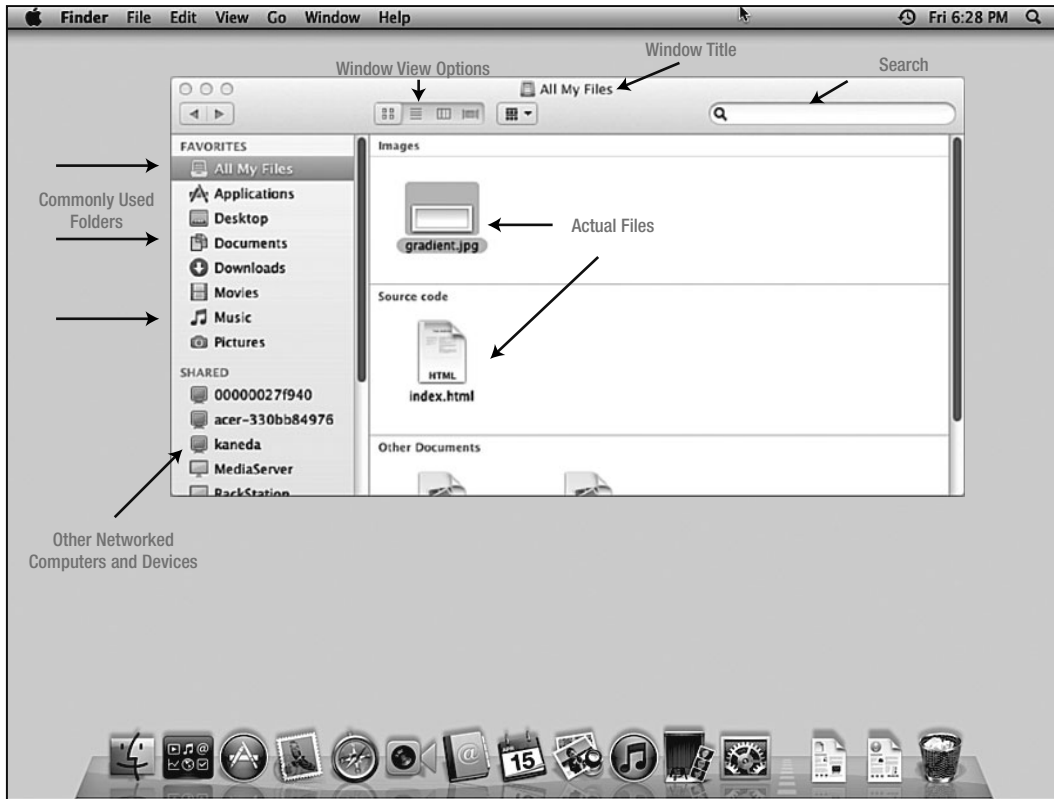 Finder File Edit View Go Window Help Fri 6:28 PM
Window Title
Window View Options
Search
All My Files
FAVORITES
All My Files
Applications
Desktop
Documents
Downloads
Movies
Music
Pictures
SHARED
00000027f940
acer-330bb84976
kaneda
MediaServer
RackStation
Commonly Used
Folders
Other Networked
Computers and Devices
Images
gradient.jpg
Actual Files
Source code
HTML
index.html
Other Documents
@
15